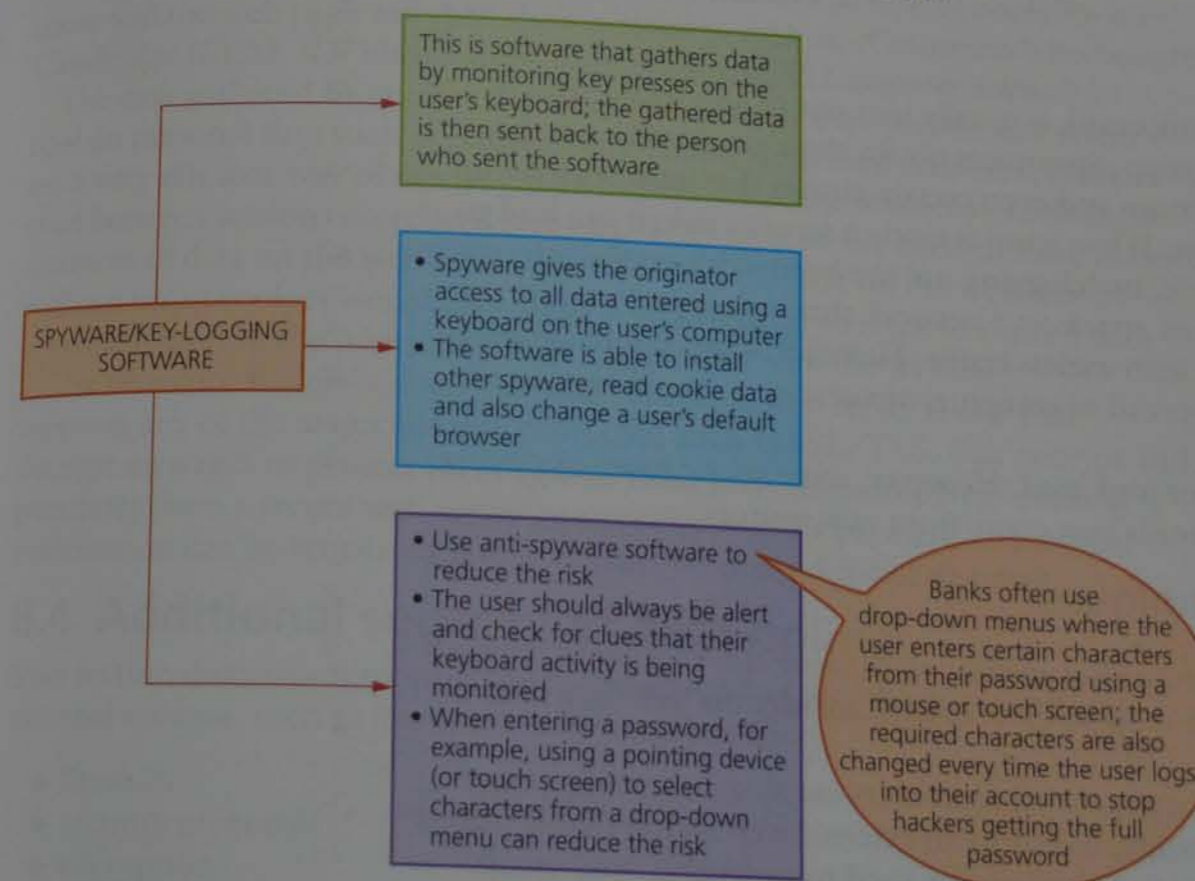 This is software that gathers data
by monitoring key presses on the
user's keyboard; the gathered data
is then sent back to the person
who sent the software
SPYWARE/KEY-LOGGING
SOFTWARE
• Spyware gives the originator
access to all data entered using a
keyboard on the user's computer
• The software is able to install
other spyware, read cookie data
and also change a user's default
browser
• Use anti-spyware software to
reduce the risk
• The user should always be alert
and check for clues that their
keyboard activity is being
monitored
• When entering a password, for
example, using a pointing device
(or touch screen) to select
characters from a drop-down
menu can reduce the risk
Banks often use
drop-down menus where the
user enters certain characters
from their password using a
mouse or touch screen; the
required characters are also
changed every time the user logs
into their account to stop
hackers getting the full
password